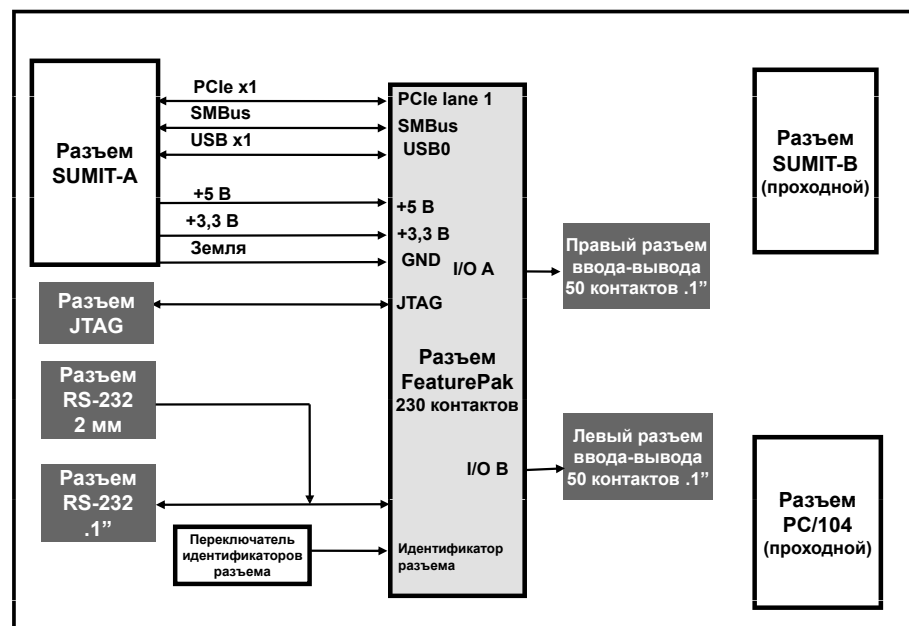 Разъем
SUMIT-A
PCIe x1
SMBus
USB x1
+5 В
+3,3 В
Земля
Разъем
JTAG
Разъем
RS-232
2 мм
Разъем
RS-232
.1”
Переключатель
идентификаторов
разъема
PCIe lane 1
SMBus
USB0
+5 В
+3,3 В
GND
I/O A
JTAG
Разъем
FeaturePak
230 контактов
I/O B
Идентификатор
разъема
Правый разъем
ввода-вывода
50 контактов .1”
Левый разъем
ввода-вывода
50 контактов .1”
Разъем
SUMIT-B
(проходной)
Разъем
PC/104
(проходной)